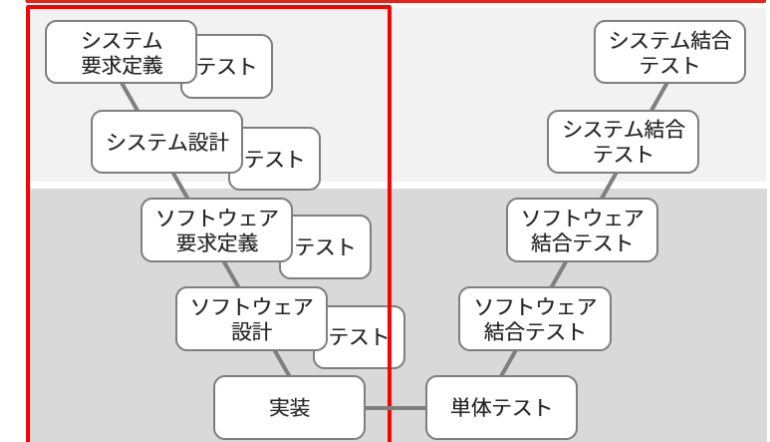 システム
要求定義
テスト
システム設計
テスト
ソフトウェア
要求定義
テスト
ソフトウェア
設計
テスト
実装
単体テスト
ソフトウェア
結合テスト
ソフトウェア
結合テスト
システム結合
テスト
システム結合
テスト